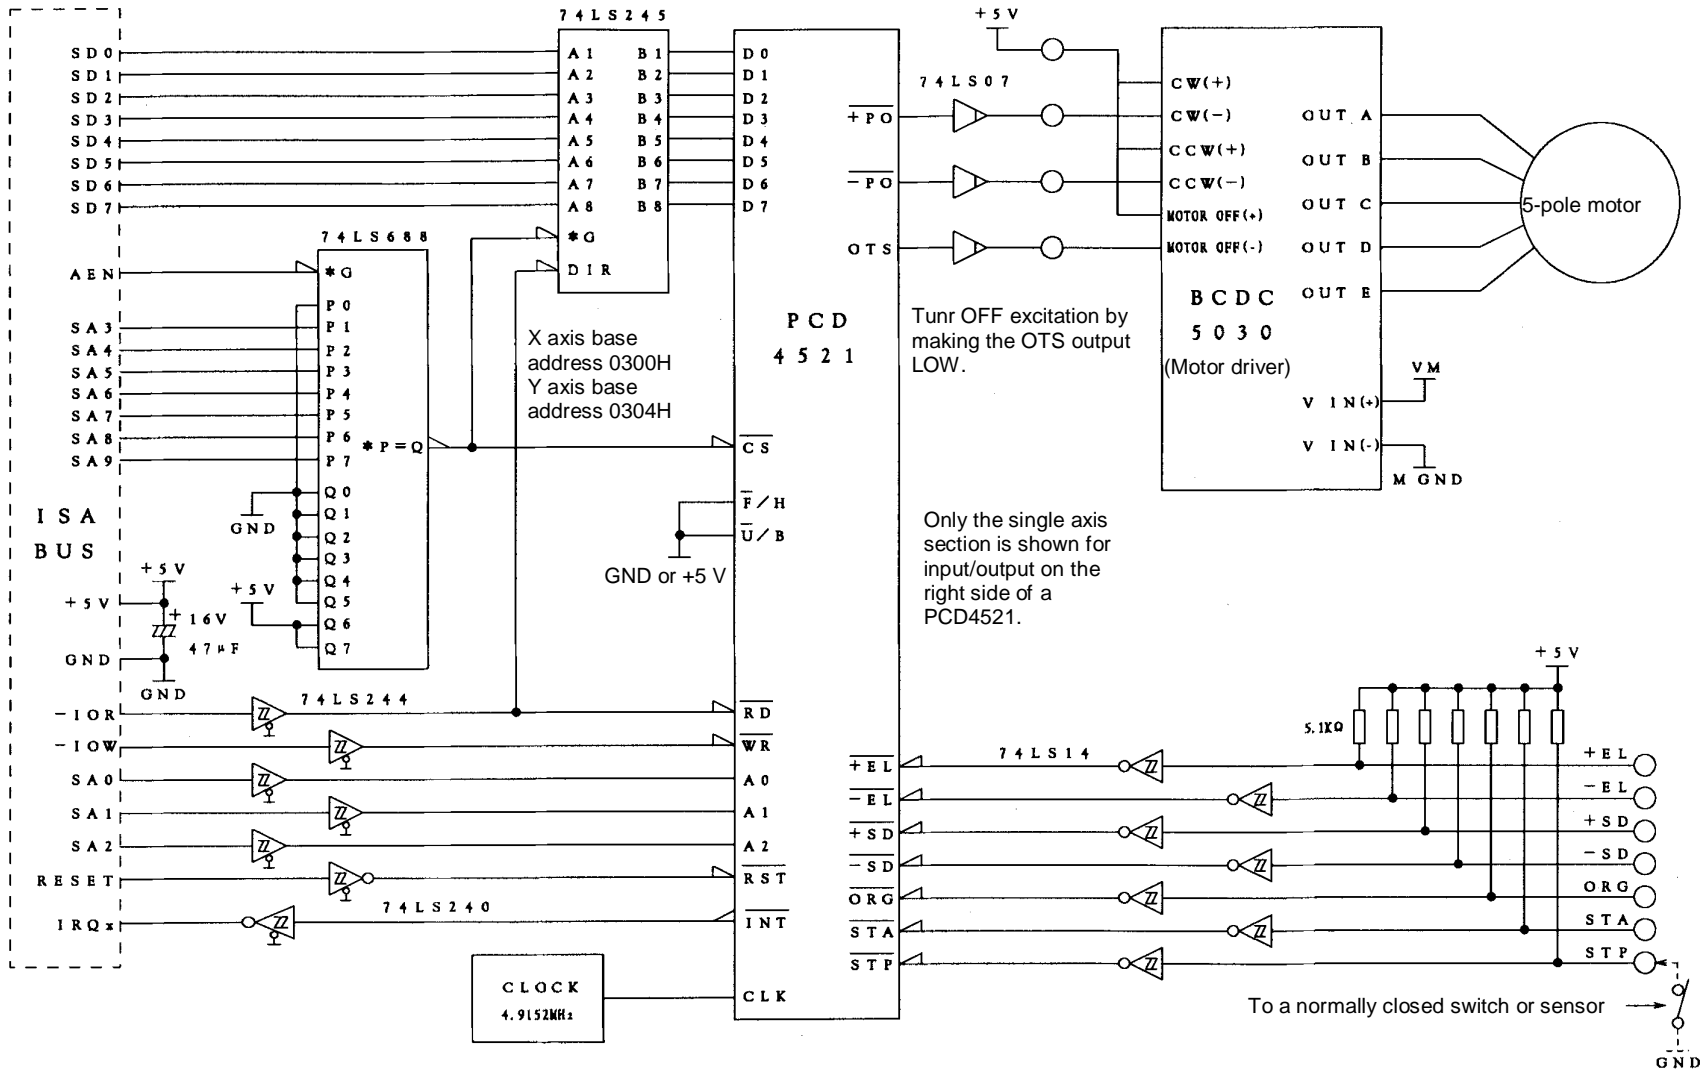 74LS245
SD0
SD1
SD2
SD3
SD4
SD5
SD6
SD7
A1 B1
A2 B2
A3 B3
A4 B4
A5 B5
A6 B6
A7 B7
A8 B8
*G
DIR
D0
D1
D2
D3
D4
D5
D6
D7
PCD
4521
+PO
-PO
OTS
74LS07
+5V
CW(+)
CW(-)
CCW(+)
CCW(-)
MOTOR OFF(+)
MOTOR OFF(-)
OUT A
OUT B
OUT C
OUT D
OUT E
BCDC
5030
(Motor driver)
V IN(+)
V IN(-)
VM
M GND
5-pole motor
Tunr OFF excitation by
making the OTS output
LOW.
74LS688
AEN
SA3
SA4
SA5
SA6
SA7
SA8
SA9
*G
P0
P1
P2
P3
P4
P5
P6
P7
*P=Q
Q0
Q1
Q2
Q3
Q4
Q5
Q6
Q7
GND
+5V
X axis base
address 0300H
Y axis base
address 0304H
CS
F/H
U/B
GND or +5 V
Only the single axis
section is shown for
input/output on the
right side of a
PCD4521.
ISA
BUS
+5V
+5V
+ 16V
47μF
GND
GND
-IOR
-IOW
SA0
SA1
SA2
RESET
IRQx
74LS244
74LS240
RD
WR
A0
A1
A2
RST
INT
CLK
CLOCK
4.9152MHz
+EL
-EL
+SD
-SD
ORG
STA
STP
74LS14
5.1KΩ
+5V
+EL
-EL
+SD
-SD
ORG
STA
STP
To a normally closed switch or sensor
GND